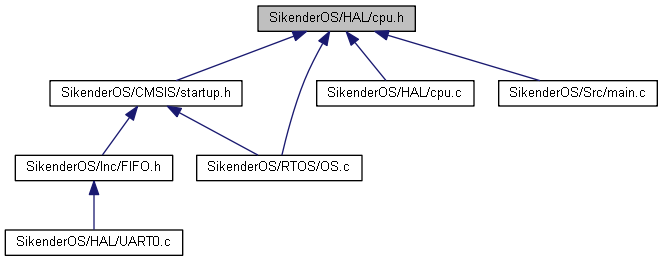 SikenderOS/HAL/cpu.h
SikenderOS/CMSIS/startup.h
SikenderOS/HAL/cpu.c
SikenderOS/Src/main.c
SikenderOS/Inc/FIFO.h
SikenderOS/RTOS/OS.c
SikenderOS/HAL/UART0.c